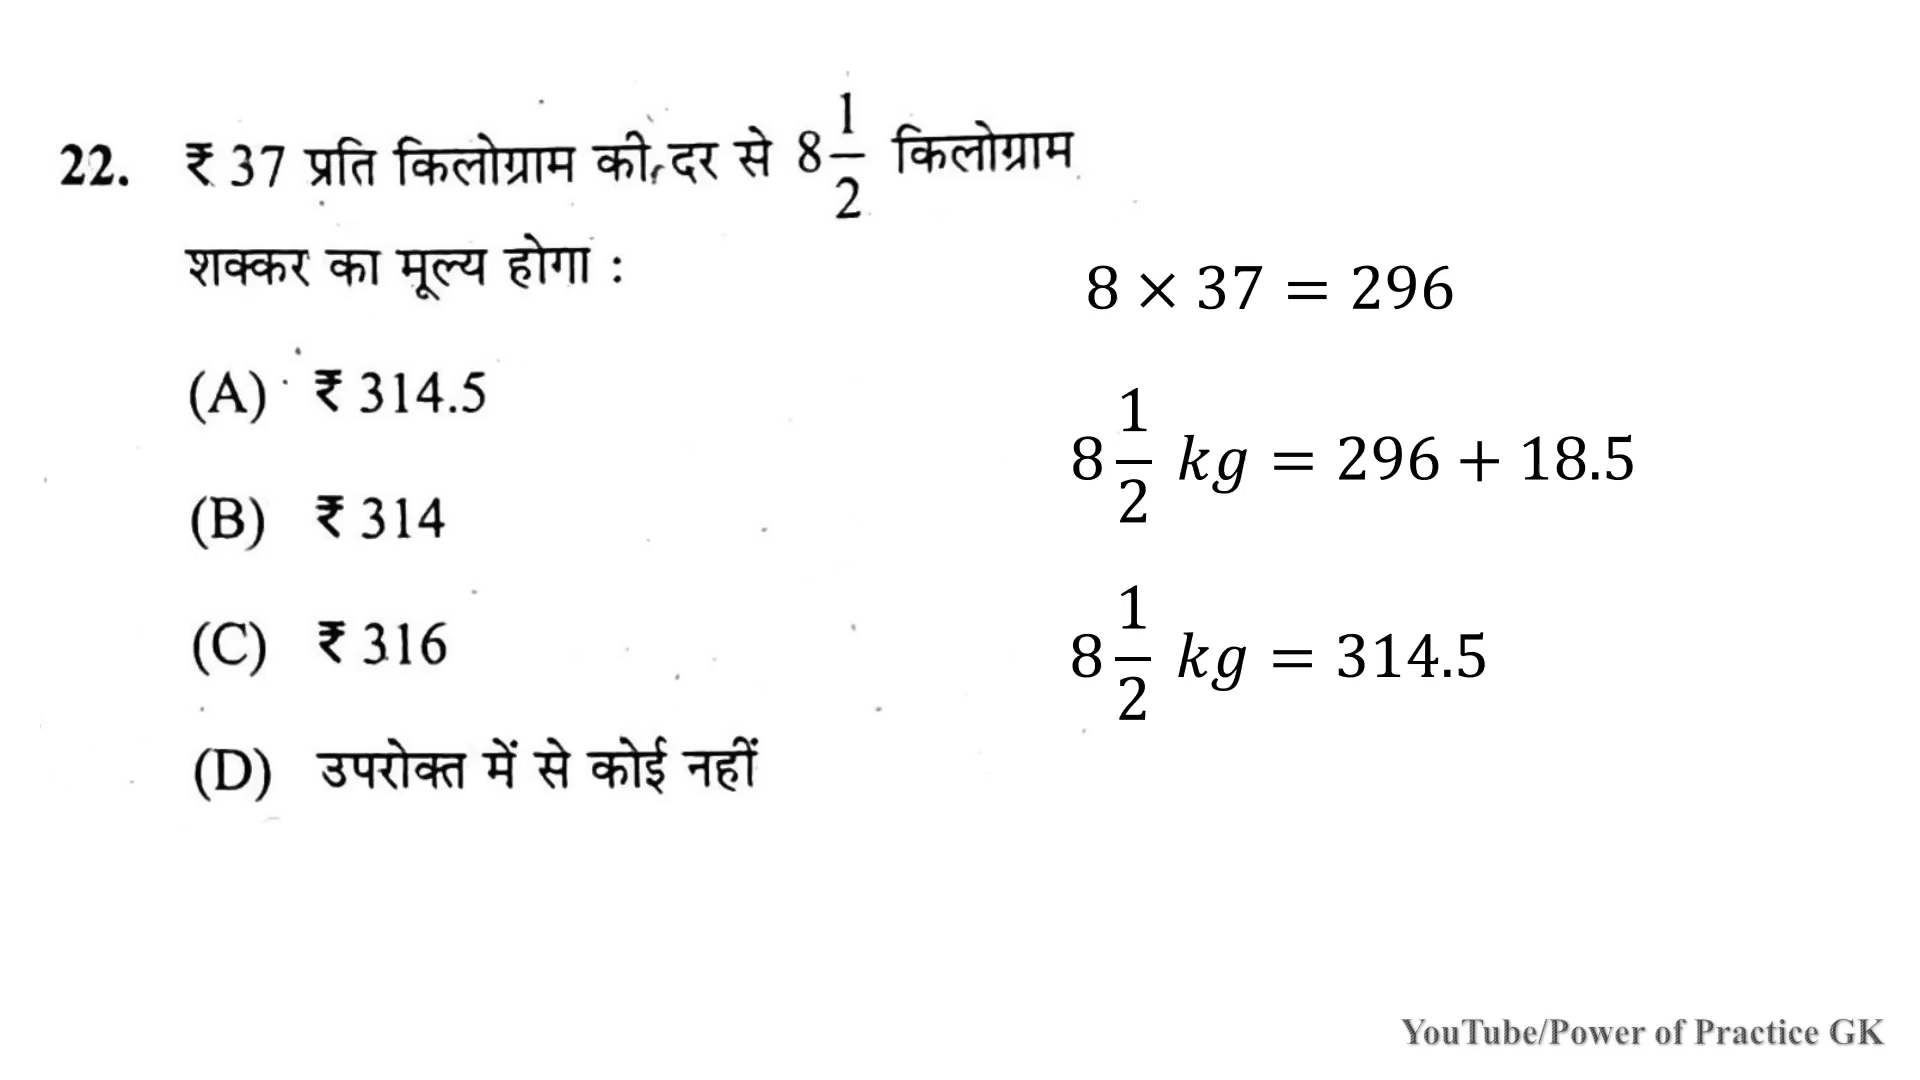 22. ₹ 37 प्रति किलोग्राम की दर से 8 1/2 किलोग्राम
शक्कर का मूल्य होगा :
(A) ₹ 314.5
(B) ₹ 314
(C) ₹ 316
(D) उपरोक्त में से कोई नहीं
8 × 37 = 296
8 1/2 kg = 296 + 18.5
8 1/2 kg = 314.5
YouTube/Power of Practice GK